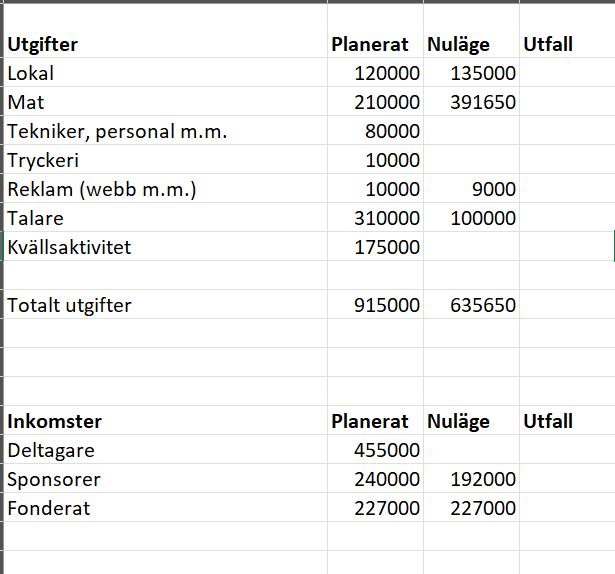 Utgifter Planerat Nuläge Utfall
Lokal 120000 135000
Mat 210000 391650
Tekniker, personal m.m. 80000
Tryckeri 10000
Reklam (webb m.m.) 10000 9000
Talare 310000 100000
Kvällsaktivitet 175000
Totalt utgifter 915000 635650
Inkomster Planerat Nuläge Utfall
Deltagare 455000
Sponsorer 240000 192000
Fonderat 227000 227000